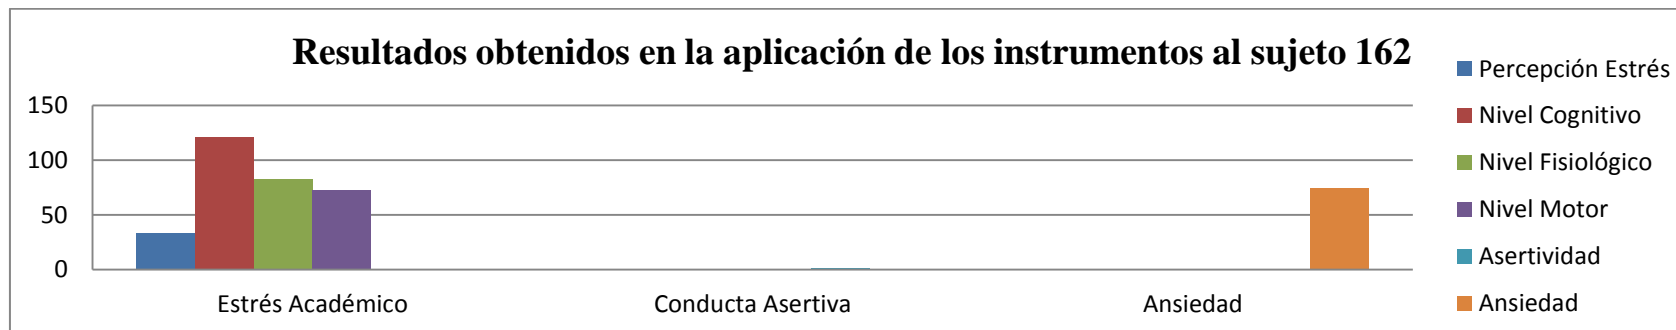 Resultados obtenidos en la aplicación de los instrumentos al sujeto 162
150
100
50
0
Estrés Académico
Conducta Asertiva
Ansiedad
Percepción Estrés
Nivel Cognitivo
Nivel Fisiológico
Nivel Motor
Asertividad
Ansiedad